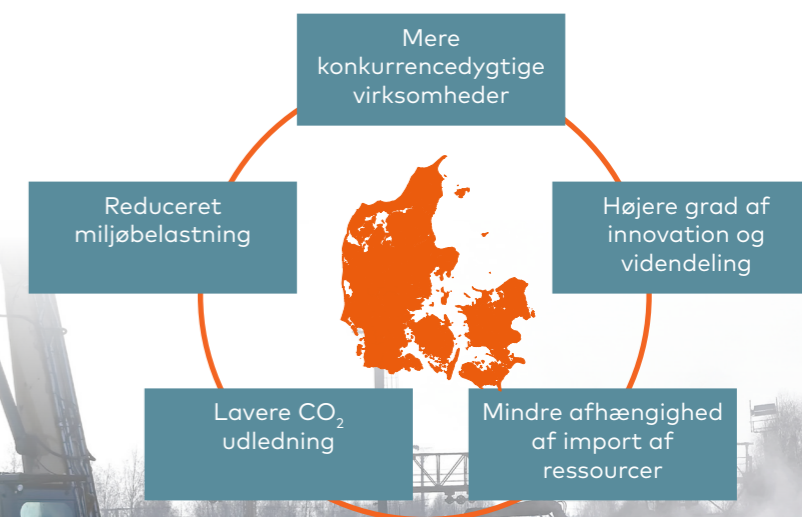 Mere
konkurrencedygtige
virksomheder
Reduceret
miljøbelastning
Højere grad af
innovation og
videndeling
Lavere CO₂
udledning
Mindre afhængighed
af import af
ressourcer